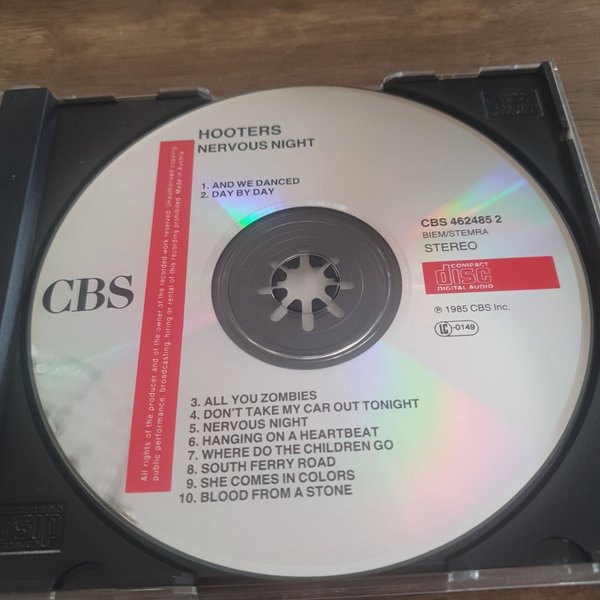 HOOTERS
NERVOUS NIGHT
1. AND WE DANCED
2. DAY BY DAY
CBS 462485 2
BIEM/STEMRA
STEREO
COMPACT
disc
DIGITAL AUDIO
℗ 1985 CBS Inc.
LC-0149
CBS
All rights of the producer and of the owner of the recorded work reserved. Unauthorised copying,
public performance, broadcasting, hiring or rental of this recording prohibited. Made in Austria
3. ALL YOU ZOMBIES
4. DON'T TAKE MY CAR OUT TONIGHT
5. NERVOUS NIGHT
6. HANGING ON A HEARTBEAT
7. WHERE DO THE CHILDREN GO
8. SOUTH FERRY ROAD
9. SHE COMES IN COLORS
10. BLOOD FROM A STONE
disc